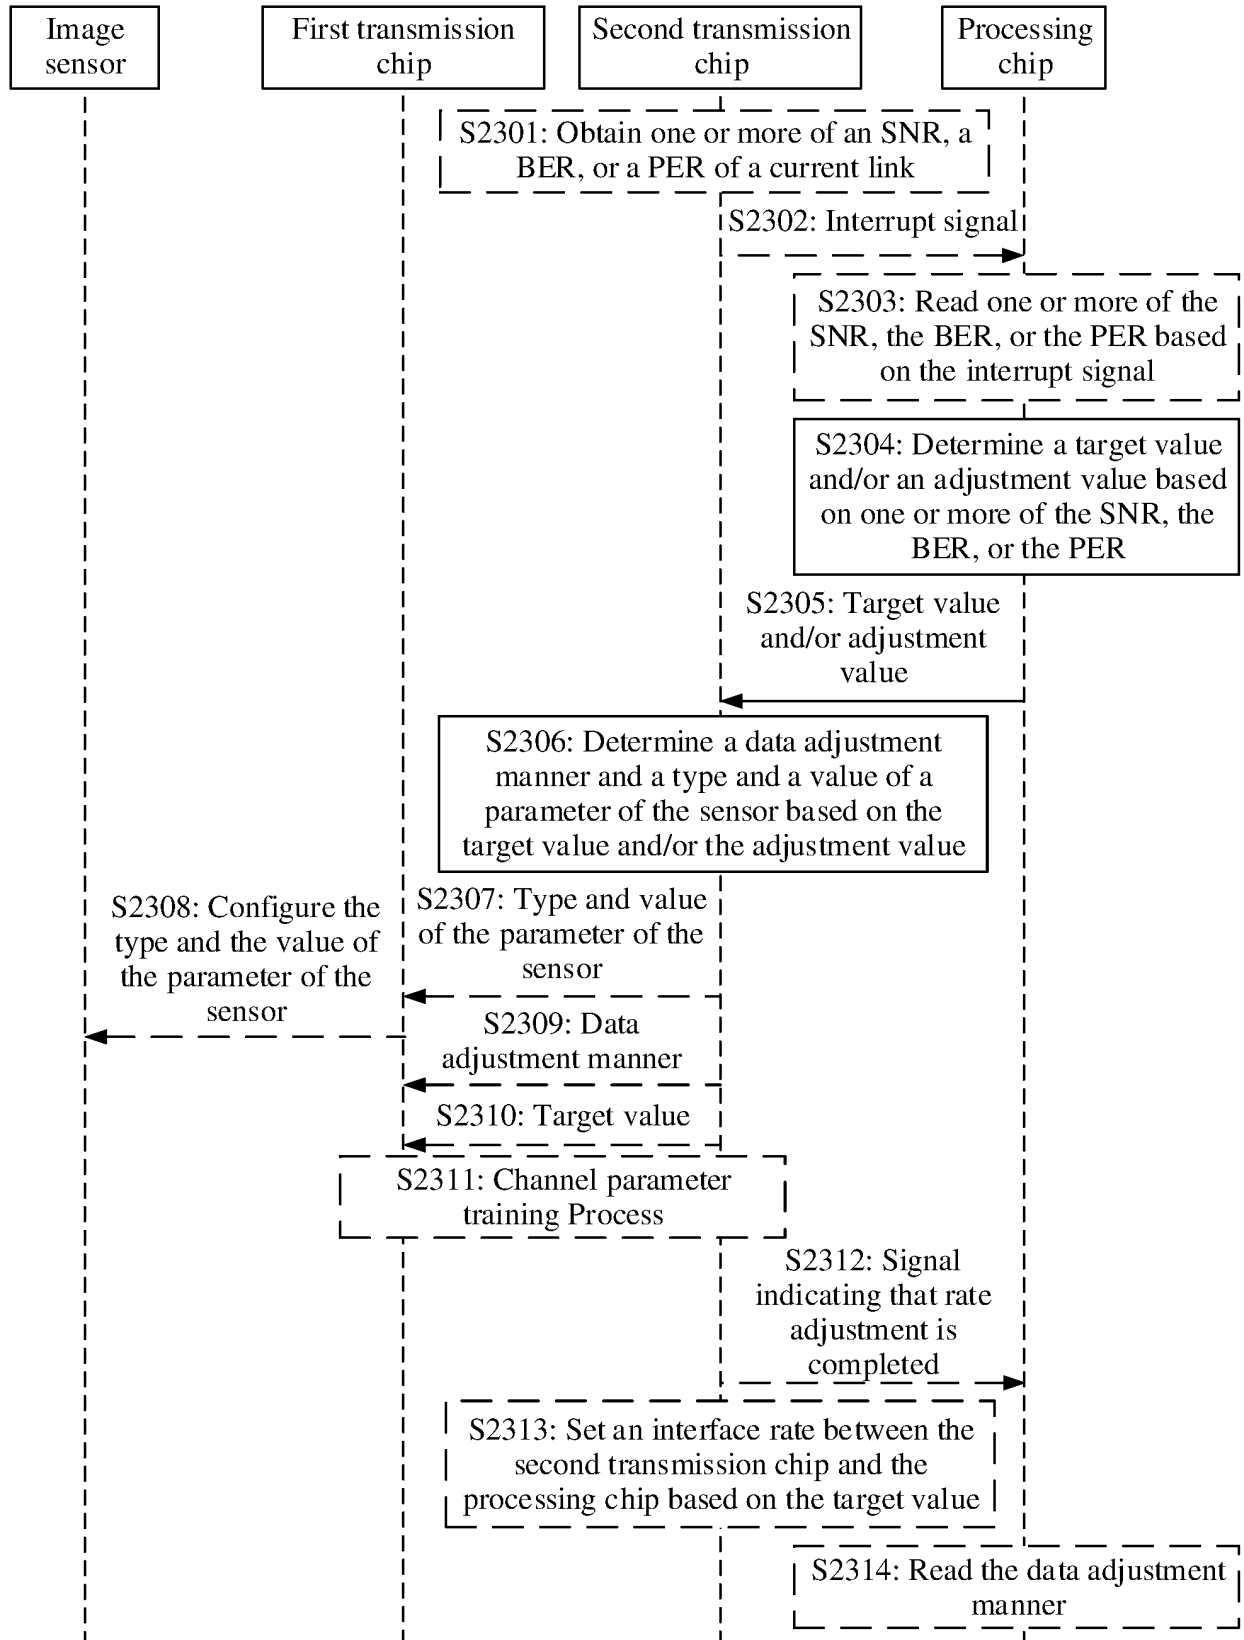 Image
sensor
First transmission
chip
Second transmission
chip
Processing
chip
S2301: Obtain one or more of an SNR, a
BER, or a PER of a current link
S2302: Interrupt signal
S2303: Read one or more of the
SNR, the BER, or the PER based
on the interrupt signal
S2304: Determine a target value
and/or an adjustment value based
on one or more of the SNR, the
BER, or the PER
S2305: Target value
and/or adjustment
value
S2306: Determine a data adjustment
manner and a type and a value of a
parameter of the sensor based on the
target value and/or the adjustment value
S2307: Type and value
of the parameter of the
sensor
S2308: Configure the
type and the value of
the parameter of the
sensor
S2309: Data
adjustment manner
S2310: Target value
S2311: Channel parameter
training Process
S2312: Signal
indicating that rate
adjustment is
completed
S2313: Set an interface rate between the
second transmission chip and the
processing chip based on the target value
S2314: Read the data adjustment
manner